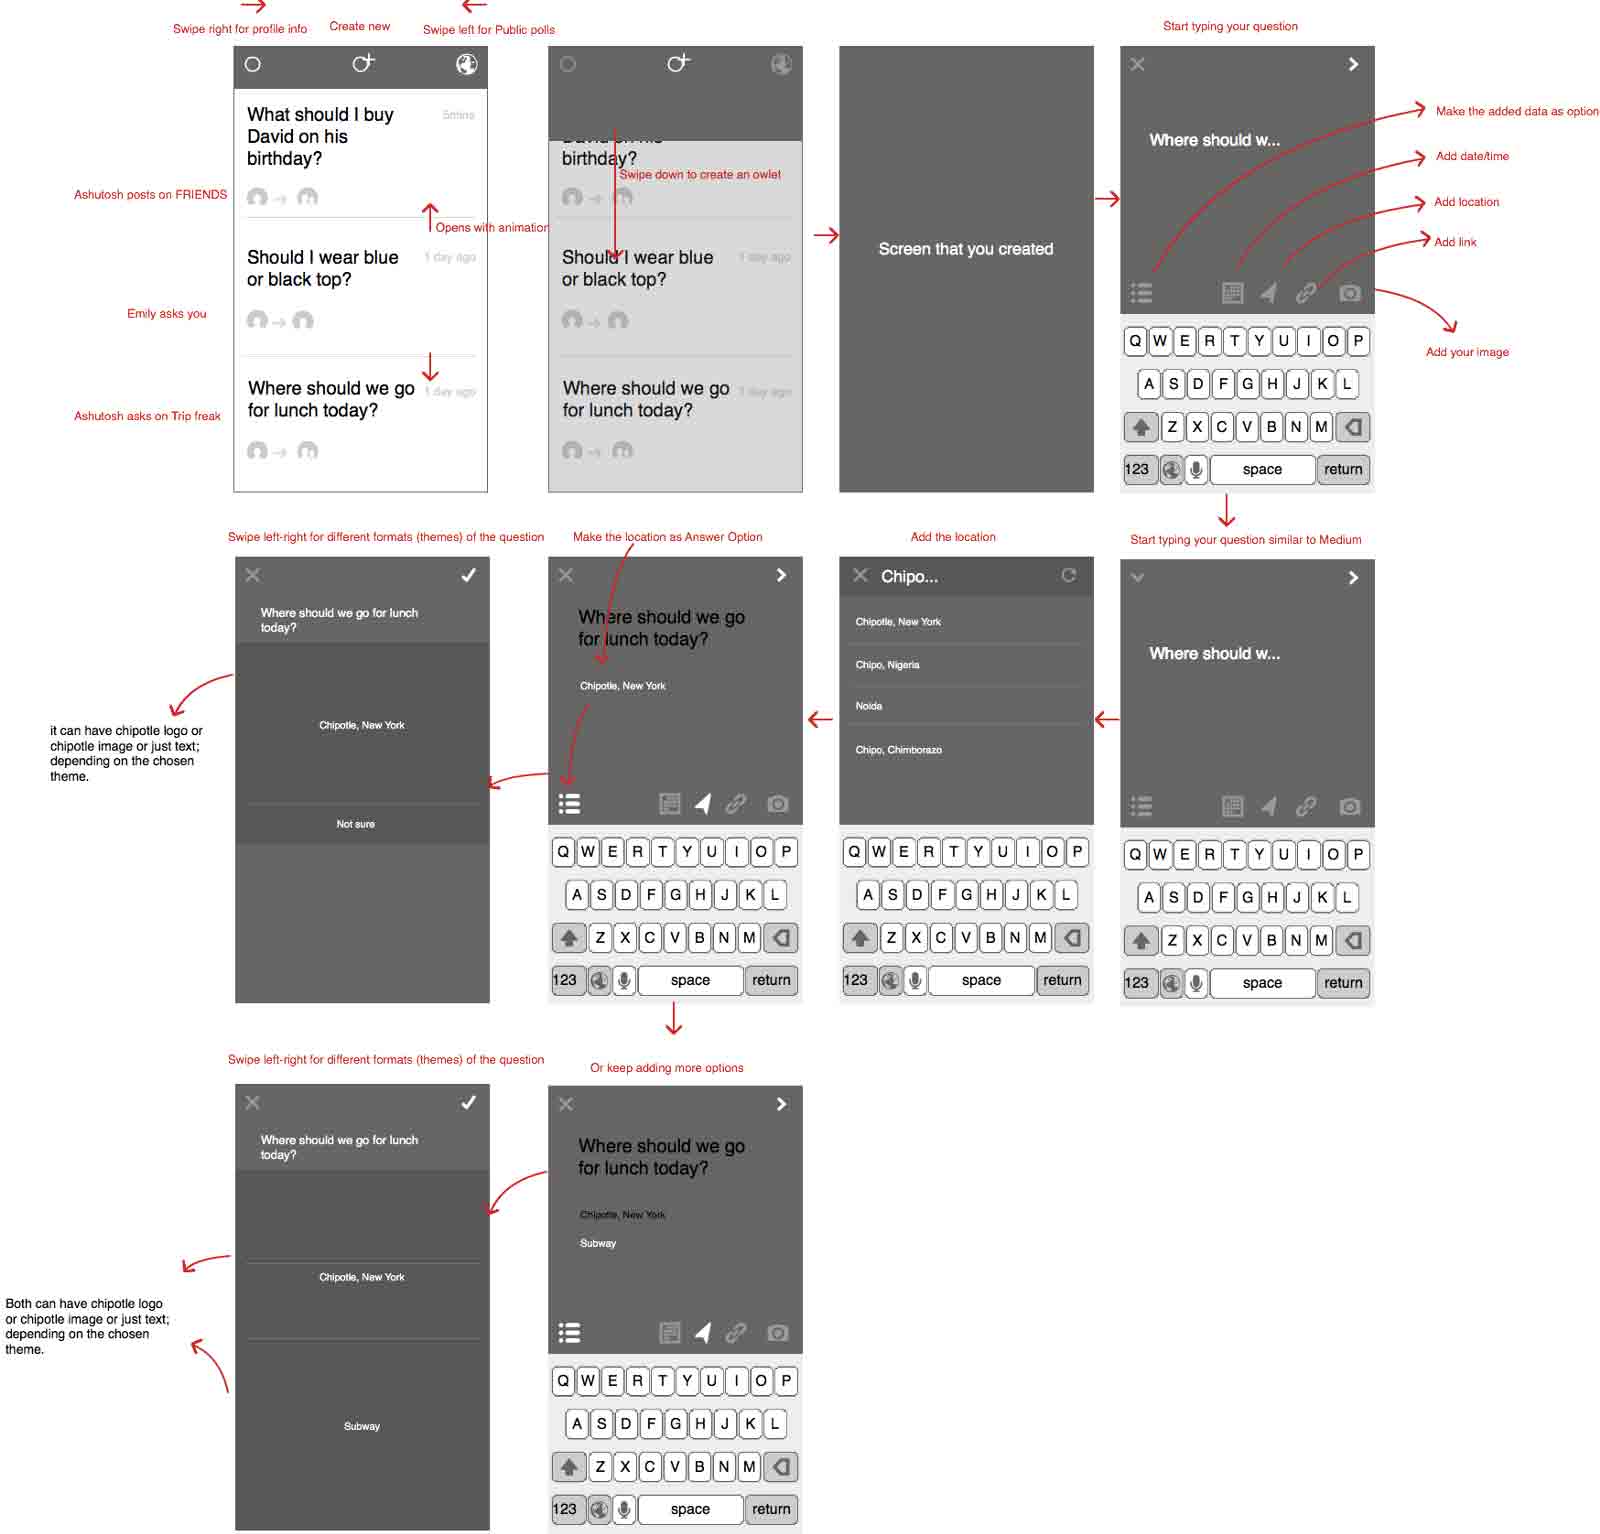 Swipe right for profile info
Create new
Swipe left for Public polls
Start typing your question
What should I buy
David on his
birthday?
5mins
Ashutosh posts on FRIENDS
Opens with animation
Should I wear blue
or black top?
1 day ago
Emily asks you
Where should we go
for lunch today?
1 day ago
Ashutosh asks on Trip freak
David on his
birthday?
Swipe down to create an owlet
Should I wear blue
or black top?
1 day ago
Where should we go
for lunch today?
1 day ago
Screen that you created
Where should w...
Make the added data as option
Add date/time
Add location
Add link
Add your image
Q W E R T Y U I O P
A S D F G H J K L
Z X C V B N M
123 space return
Swipe left-right for different formats (themes) of the question
Make the location as Answer Option
Add the location
Start typing your question similar to Medium
Where should we go for lunch
today?
Chipotle, New York
Not sure
it can have chipotle logo or
chipotle image or just text;
depending on the chosen
theme.
Where should we go
for lunch today?
Chipotle, New York
Q W E R T Y U I O P
A S D F G H J K L
Z X C V B N M
123 space return
Chipo...
Chipotle, New York
Chipo, Nigeria
Noida
Chipo, Chimborazo
Q W E R T Y U I O P
A S D F G H J K L
Z X C V B N M
123 space return
Where should w...
Q W E R T Y U I O P
A S D F G H J K L
Z X C V B N M
123 space return
Swipe left-right for different formats (themes) of the question
Or keep adding more options
Where should we go for lunch
today?
Chipotle, New York
Subway
Both can have chipotle logo
or chipotle image or just text;
depending on the chosen
theme.
Where should we go
for lunch today?
Chipotle, New York
Subway
Q W E R T Y U I O P
A S D F G H J K L
Z X C V B N M
123 space return